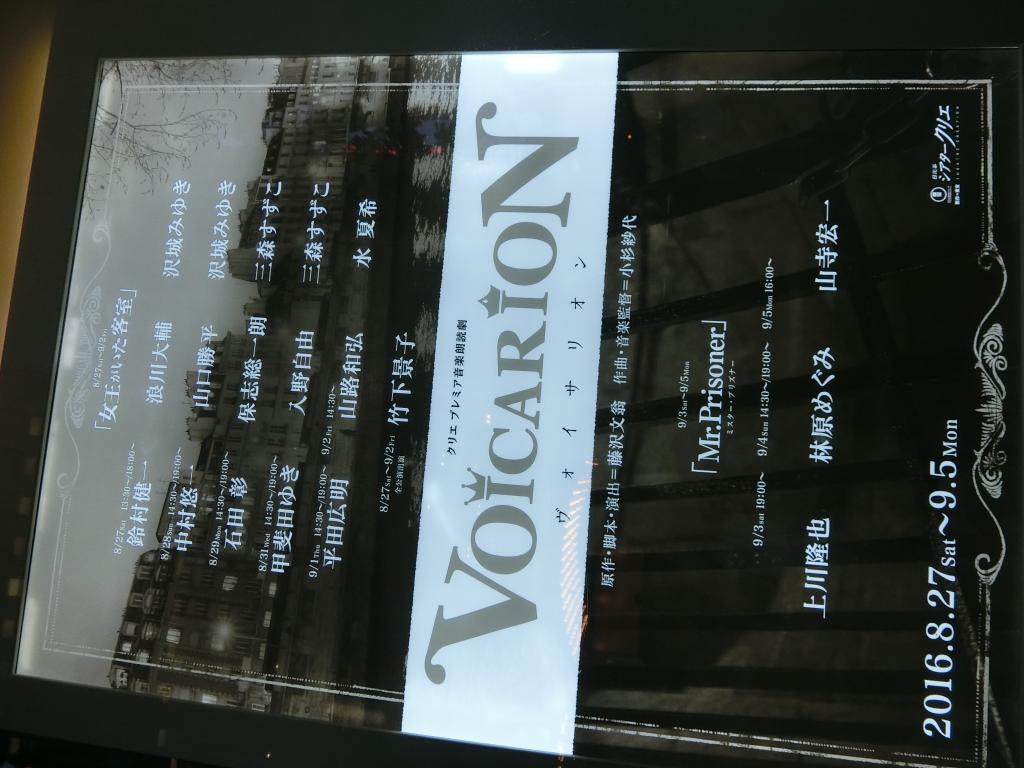 8/27Sat～9/2Fri
「女王がいた客室」
8/27Sat 13:30～/18:00～
鈴村健一 浪川大輔 沢城みゆき
8/28Sun 14:30～/19:00～
中村悠一 山口勝平 沢城みゆき
8/29Mon 14:30～/19:00～
石田 彰 保志総一朗 三森すずこ
8/31Wed 14:30～/19:00～
甲斐田ゆき 入野自由 三森すずこ
9/1Thu 14:30～/19:00～ 9/2Fri 14:30～
平田広明 山路和弘 水 夏希
8/27Sat～9/2Fri
全公演出演
竹下景子
クリエ プレミア音楽朗読劇
VOICARION
ヴォイサリオン
原作・脚本・演出＝藤沢文翁 作曲・音楽監督＝小杉紗代
9/3Sat～9/5Mon
「Mr.Prisoner」
ミスター・プリズナー
9/3Sat 19:00～ 9/4Sun 14:30～/19:00～ 9/5Mon 16:00～
上川隆也 林原めぐみ 山寺宏一
2016.8.27sat～9.5Mon
シアタークリエ